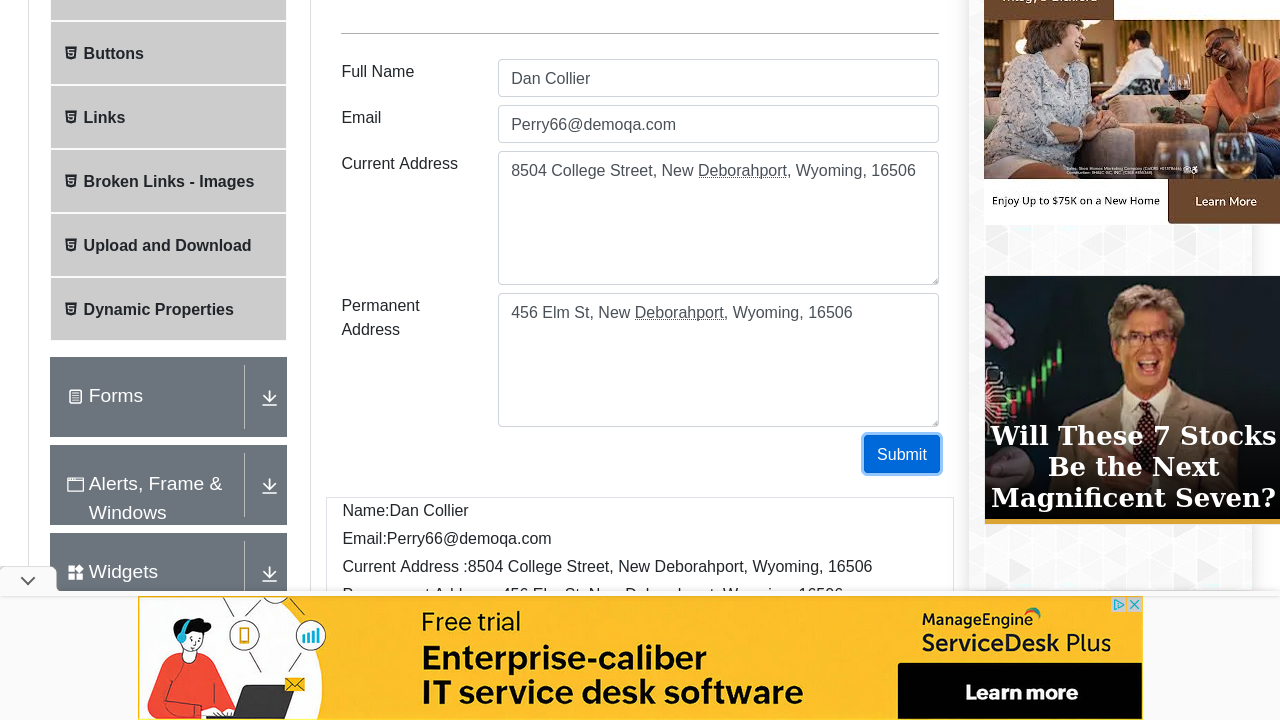 Buttons
Links
Broken Links - Images
Upload and Download
Dynamic Properties
Forms
Alerts, Frame &
Windows
Widgets
Full Name
Dan Collier
Email
Perry66@demoqa.com
Current Address
8504 College Street, New Deborahport, Wyoming, 16506
Permanent
Address
456 Elm St, New Deborahport, Wyoming, 16506
Submit
Name:Dan Collier
Email:Perry66@demoqa.com
Current Address :8504 College Street, New Deborahport, Wyoming, 16506
Enjoy Up to $75K on a New Home
Learn More
Will These 7 Stocks
Be the Next
Magnificent Seven?
Free trial
Enterprise-caliber
IT service desk software
ManageEngine
ServiceDesk Plus
Learn more